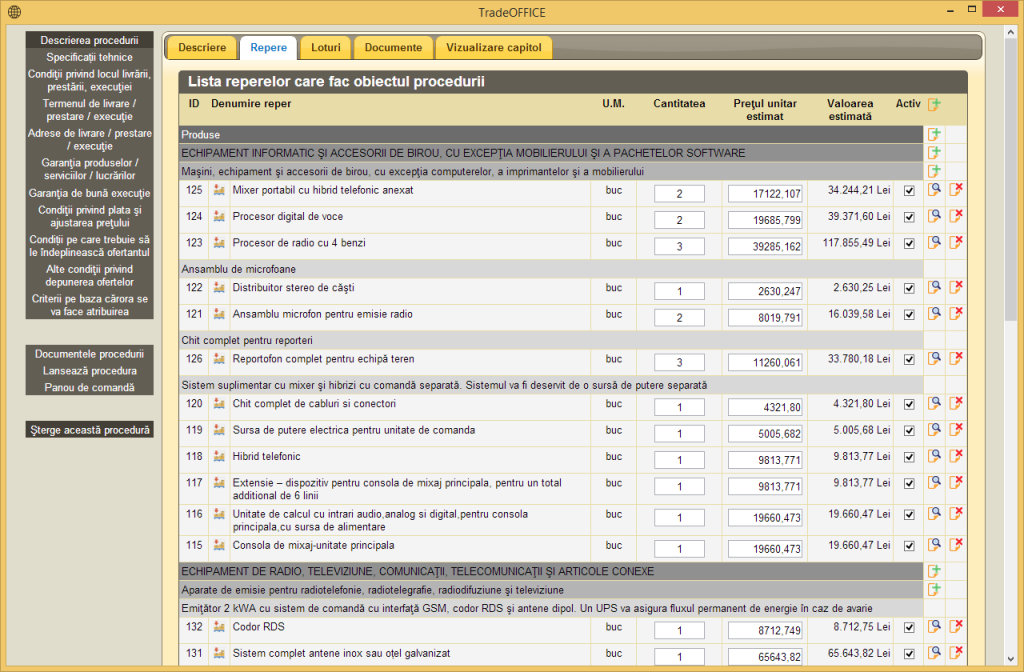 TradeOFFICE
Descrierea procedurii
Specificații tehnice
Condiții privind locul livrării,
prestării, execuției
Termenul de livrare /
prestare / execuție
Adrese de livrare / prestare
/ execuție
Garanția produselor /
serviciilor / lucrărilor
Garanția de bună execuție
Condiții privind plata şi
ajustarea prețului
Condiții pe care trebuie să
le îndeplinească ofertantul
Alte condiții privind
depunerea ofertelor
Criterii pe baza cărora se
va face atribuirea
Documentele procedurii
Lansează procedura
Panou de comandă
Şterge această procedură
Descriere
Repere
Loturi
Documente
Vizualizare capitol
Lista reperelor care fac obiectul procedurii
ID Denumire reper U.M. Cantitatea Preţul unitar estimat Valoarea estimată Activ
Produse
ECHIPAMENT INFORMATIC ŞI ACCESORII DE BIROU, CU EXCEPŢIA MOBILIERULUI ŞI A PACHETELOR SOFTWARE
Maşini, echipament şi accesorii de birou, cu excepţia computerelor, a imprimantelor şi a mobilierului
125 Mixer portabil cu hibrid telefonic anexat buc 2 17122,107 34.244,21 Lei
124 Procesor digital de voce buc 2 19685,799 39.371,60 Lei
123 Procesor de radio cu 4 benzi buc 3 39285,162 117.855,49 Lei
Ansamblu de microfoane
122 Distribuitor stereo de căşti buc 1 2630,247 2.630,25 Lei
121 Ansamblu microfon pentru emisie radio buc 2 8019,791 16.039,58 Lei
Chit complet pentru reporteri
126 Reportofon complet pentru echipă teren buc 3 11260,061 33.780,18 Lei
Sistem suplimentar cu mixer şi hibrizi cu comandă separată. Sistemul va fi deservit de o sursă de putere separată
120 Chit complet de cabluri si conectori buc 1 4321,80 4.321,80 Lei
119 Sursa de putere electrica pentru unitate de comanda buc 1 5005,682 5.005,68 Lei
118 Hibrid telefonic buc 1 9813,771 9.813,77 Lei
117 Extensie – dispozitiv pentru consola de mixaj principala, pentru un total buc 1 9813,771 9.813,77 Lei
additional de 6 linii
116 Unitate de calcul cu intrari audio,analog si digital,pentru consola buc 1 19660,473 19.660,47 Lei
principala,cu sursa de alimentare
115 Consola de mixaj-unitate principala buc 1 19660,473 19.660,47 Lei
ECHIPAMENT DE RADIO, TELEVIZIUNE, COMUNICAŢII, TELECOMUNICAŢII ŞI ARTICOLE CONEXE
Aparate de emisie pentru radiotelefonie, radiotelegrafie, radiodifuziune şi televiziune
Emiţător 2 kWA cu sistem de comandă cu interfaţă GSM, codor RDS şi antene dipol. Un UPS va asigura fluxul permanent de energie în caz de avarie
132 Codor RDS buc 1 8712,749 8.712,75 Lei
131 Sistem complet antene inox sau oțel galvanizat buc 1 65643,82 65.643,82 Lei